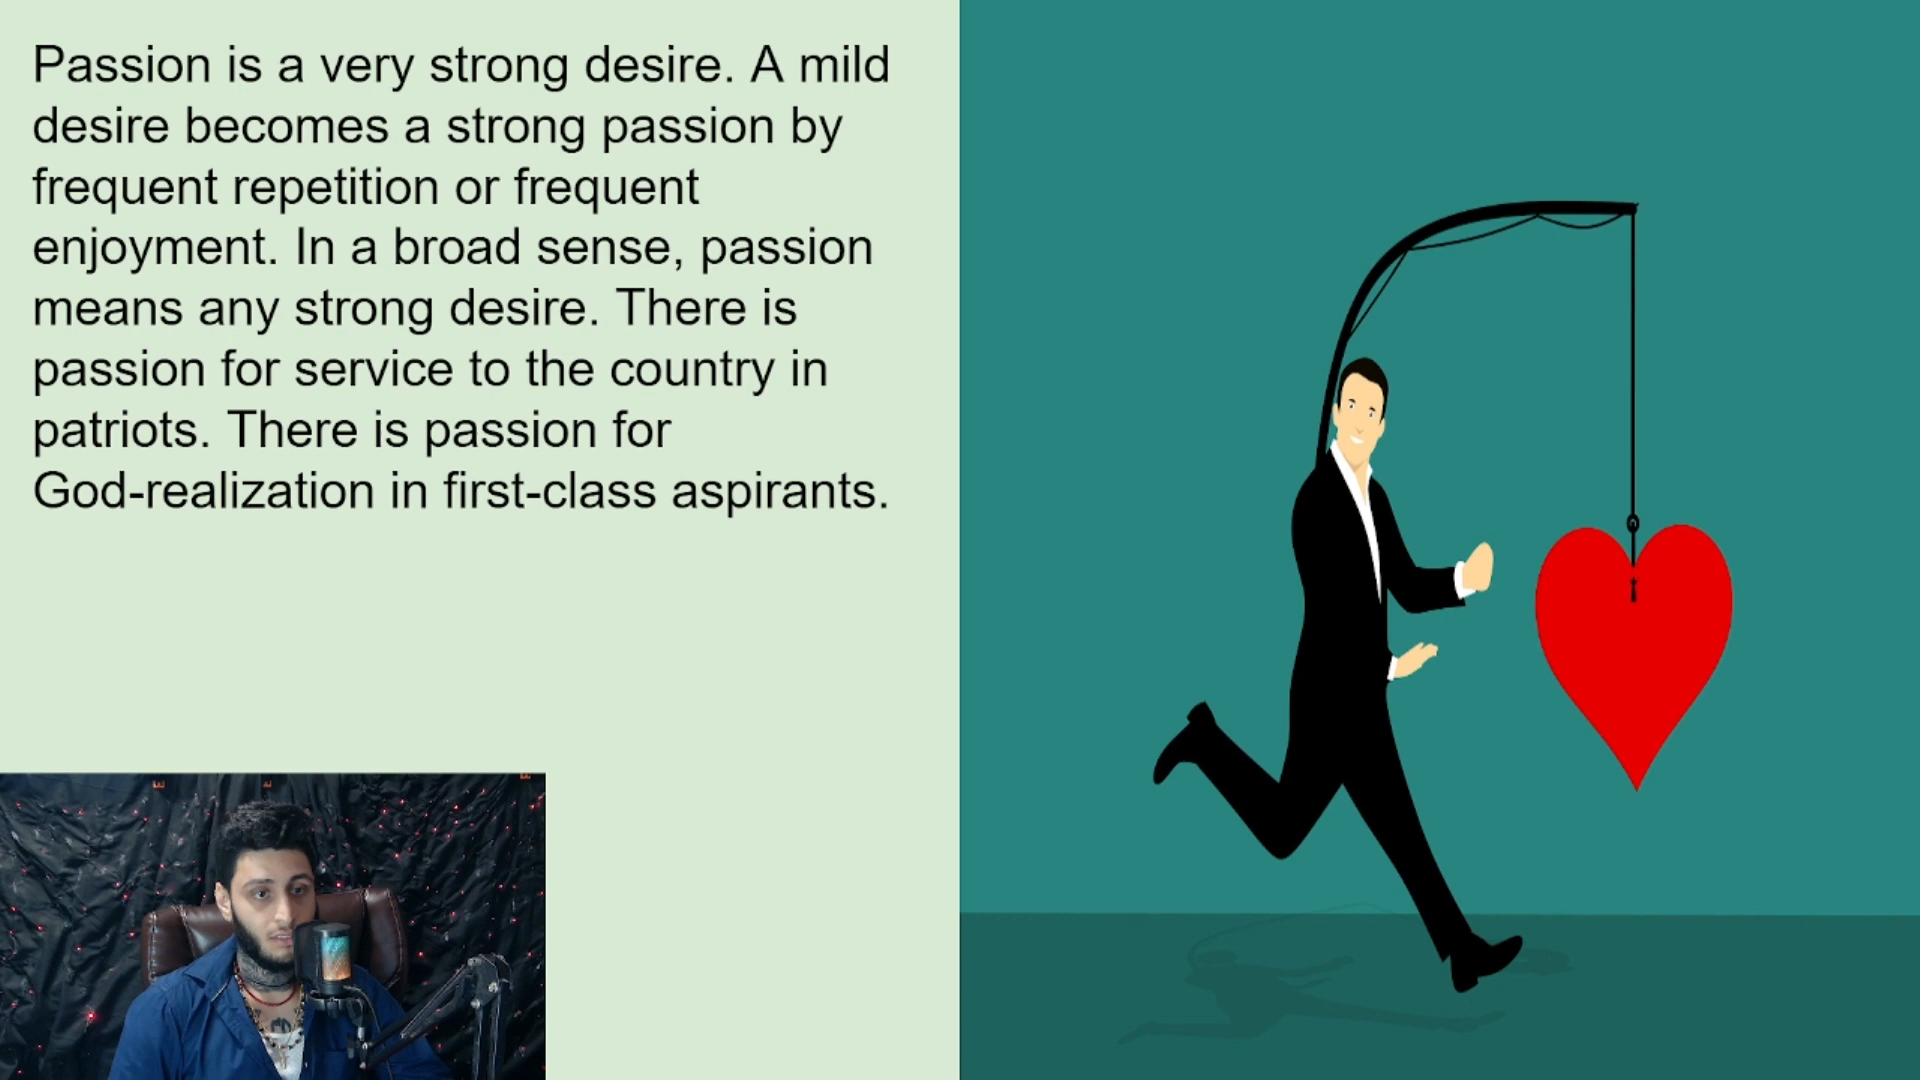 Passion is a very strong desire. A mild
desire becomes a strong passion by
frequent repetition or frequent
enjoyment. In a broad sense, passion
means any strong desire. There is
passion for service to the country in
patriots. There is passion for
God-realization in first-class aspirants.